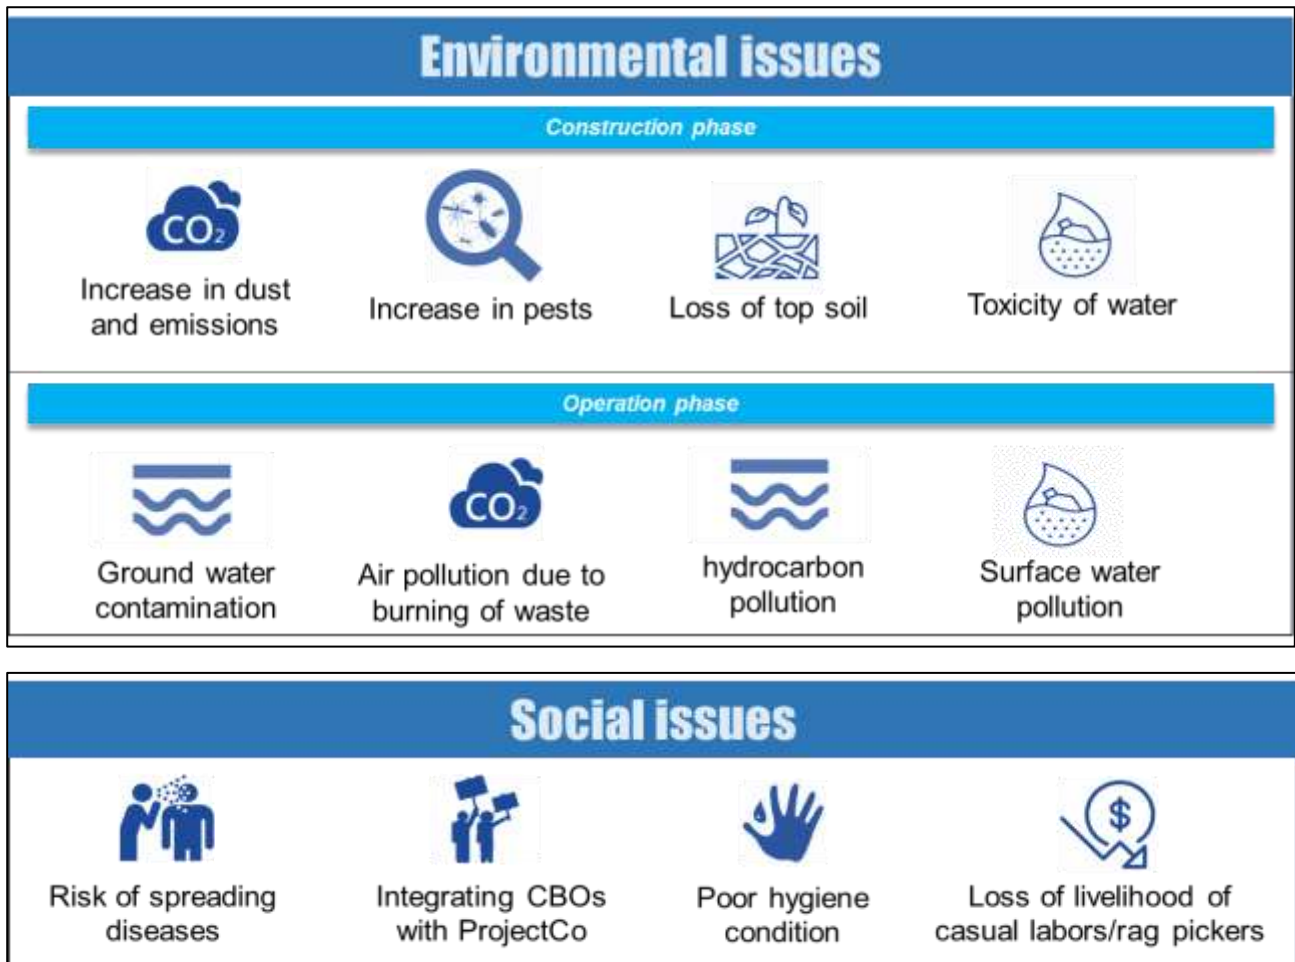 Environmental issues
Construction phase
CO2
Increase in dust
and emissions
Increase in pests
Loss of top soil
Toxicity of water
Operation phase
Ground water
contamination
CO2
Air pollution due to
burning of waste
hydrocarbon
pollution
Surface water
pollution
Social issues
Risk of spreading
diseases
Integrating CBOs
with ProjectCo
Poor hygiene
condition
$
Loss of livelihood of
casual labors/rag pickers